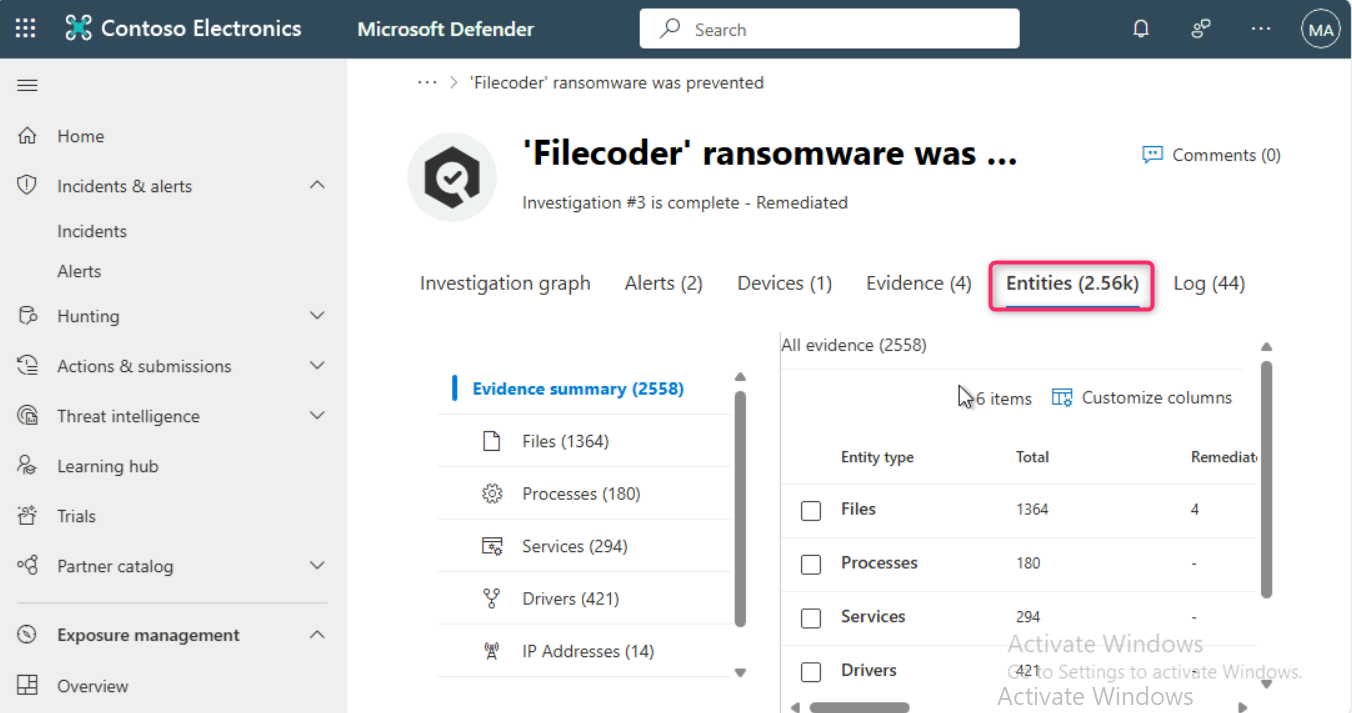 Contoso Electronics
Microsoft Defender
Search
MA
··· > 'Filecoder' ransomware was prevented
Home
Incidents & alerts
Incidents
Alerts
Hunting
Actions & submissions
Threat intelligence
Learning hub
Trials
Partner catalog
Exposure management
Overview
'Filecoder' ransomware was ...
Comments (0)
Investigation #3 is complete - Remediated
Investigation graph
Alerts (2)
Devices (1)
Evidence (4)
Entities (2.56k)
Log (44)
Evidence summary (2558)
Files (1364)
Processes (180)
Services (294)
Drivers (421)
IP Addresses (14)
All evidence (2558)
6 items
Customize columns
Entity type Total
Files 1364 4
Processes 180 -
Services 294 -
Drivers 421 -
Activate Windows
Go to Settings to activate Windows.
Activate Windows